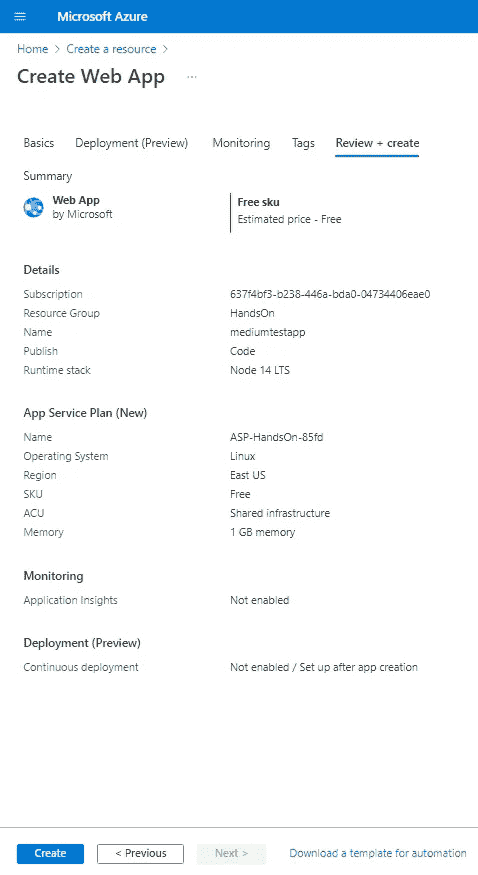 Microsoft Azure
Home > Create a resource >
Create Web App ...
Basics Deployment (Preview) Monitoring Tags Review + create
Summary
Web App
by Microsoft
Free sku
Estimated price - Free
Details
Subscription 637f4bf3-b238-446a-bda0-04734406eae0
Resource Group HandsOn
Name mediumtestapp
Publish Code
Runtime stack Node 14 LTS
App Service Plan (New)
Name ASP-HandsOn-85fd
Operating System Linux
Region East US
SKU Free
ACU Shared infrastructure
Memory 1 GB memory
Monitoring
Application Insights Not enabled
Deployment (Preview)
Continuous deployment Not enabled / Set up after app creation
Create < Previous Next > Download a template for automation